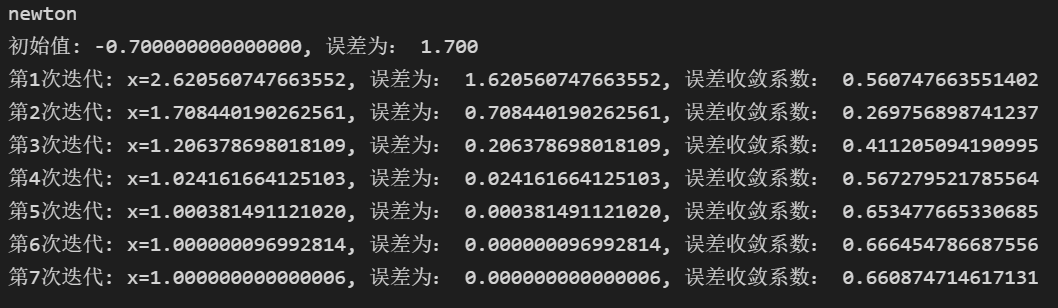 newton
初始值: -0.700000000000000, 误差为: 1.700
第1次迭代: x=2.620560747663552, 误差为: 1.620560747663552, 误差收敛系数: 0.560747663551402
第2次迭代: x=1.708440190262561, 误差为: 0.708440190262561, 误差收敛系数: 0.269756898741237
第3次迭代: x=1.206378698018109, 误差为: 0.206378698018109, 误差收敛系数: 0.411205094190995
第4次迭代: x=1.024161664125103, 误差为: 0.024161664125103, 误差收敛系数: 0.567279521785564
第5次迭代: x=1.000381491121020, 误差为: 0.000381491121020, 误差收敛系数: 0.653477665330685
第6次迭代: x=1.000000096992814, 误差为: 0.000000096992814, 误差收敛系数: 0.666454786687556
第7次迭代: x=1.000000000000006, 误差为: 0.000000000000006, 误差收敛系数: 0.660874714617131